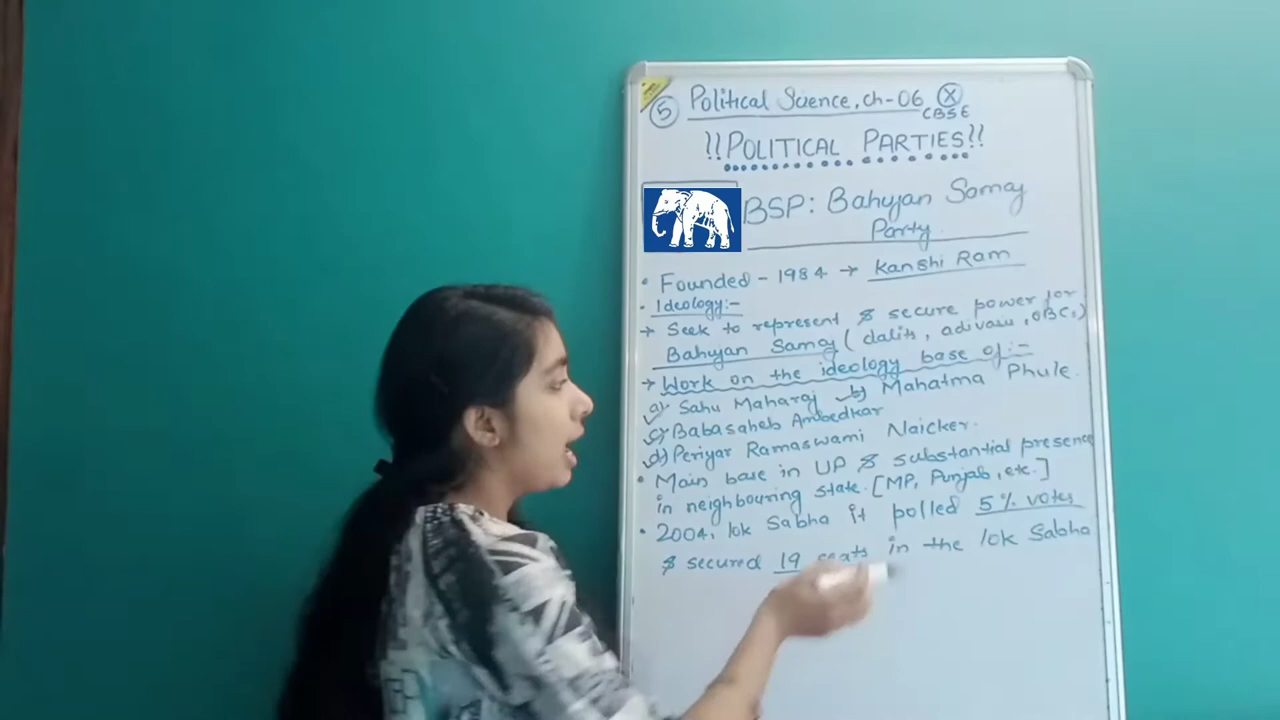 5 Political Science, ch-06 X
CBSE
!!POLITICAL PARTIES!!
BSP: Bahujan Samaj
Party
• Founded - 1984 → Kanshi Ram
• Ideology:-
→ Seek to represent & secure power for
Bahujan Samaj (dalits, adivasis, OBCs)
→ Work on the ideology base of:-
a) Sahu Maharaj b) Mahatma Phule.
c) Babasaheb Ambedkar
d) Periyar Ramaswami Naicker.
• Main base in UP & substantial presence
in neighbouring state. [MP, Punjab, etc.]
• 2004, lok Sabha it polled 5% votes
& secured 19 seats in the lok Sabha